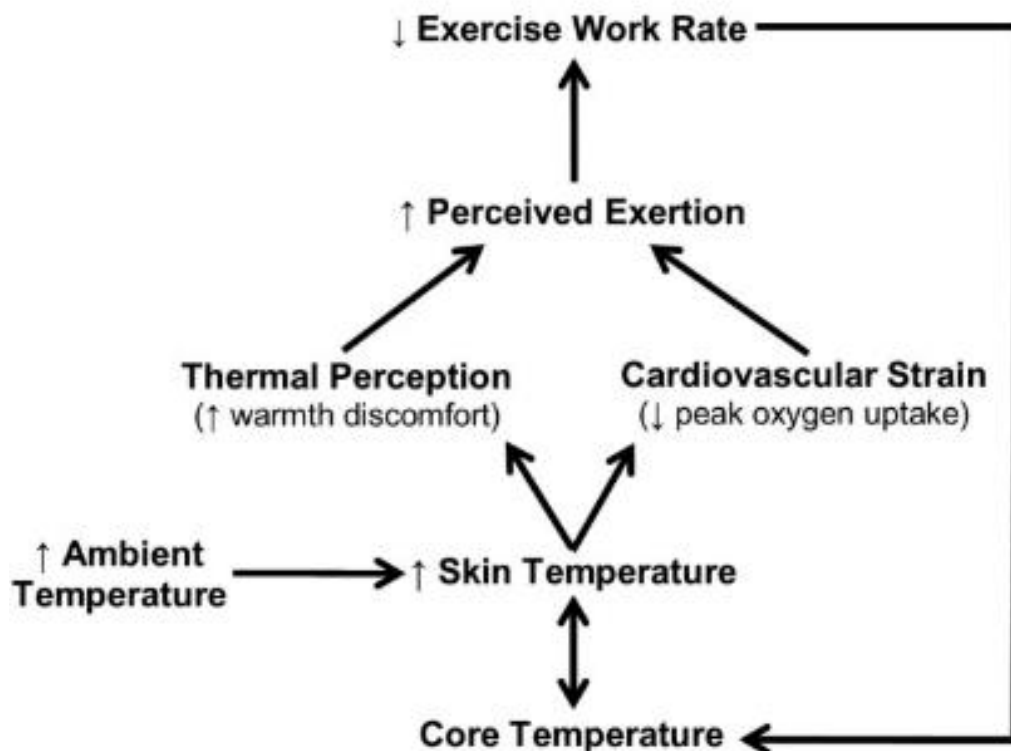 ↓ Exercise Work Rate
↑ Perceived Exertion
Thermal Perception
(↑ warmth discomfort)
Cardiovascular Strain
(↓ peak oxygen uptake)
↑ Ambient
Temperature
↑ Skin Temperature
Core Temperature